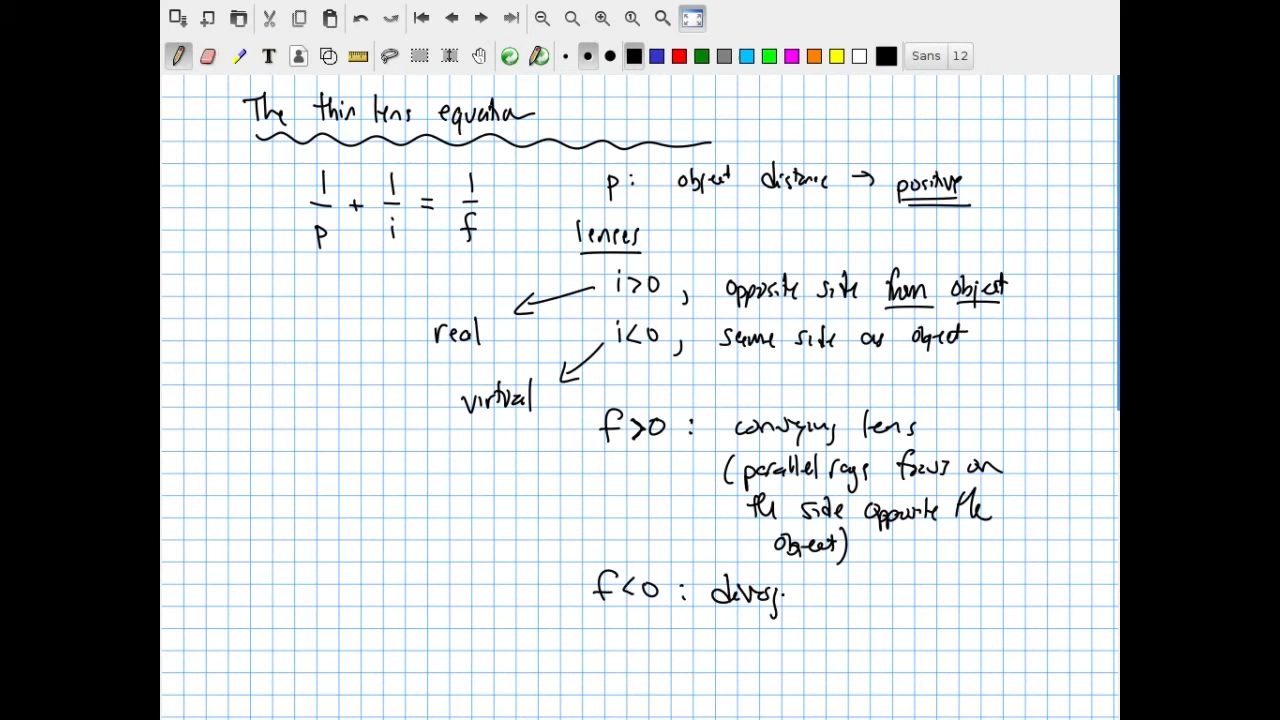 Sans 12
The thin lens equation
1/p + 1/i = 1/f
p: object distance → positive
lenses
i>0, opposite side from object
real
i<0, same side as object
virtual
f>0: converging lens
(parallel rays focus on
the side opposite the
object)
f<0: diverg